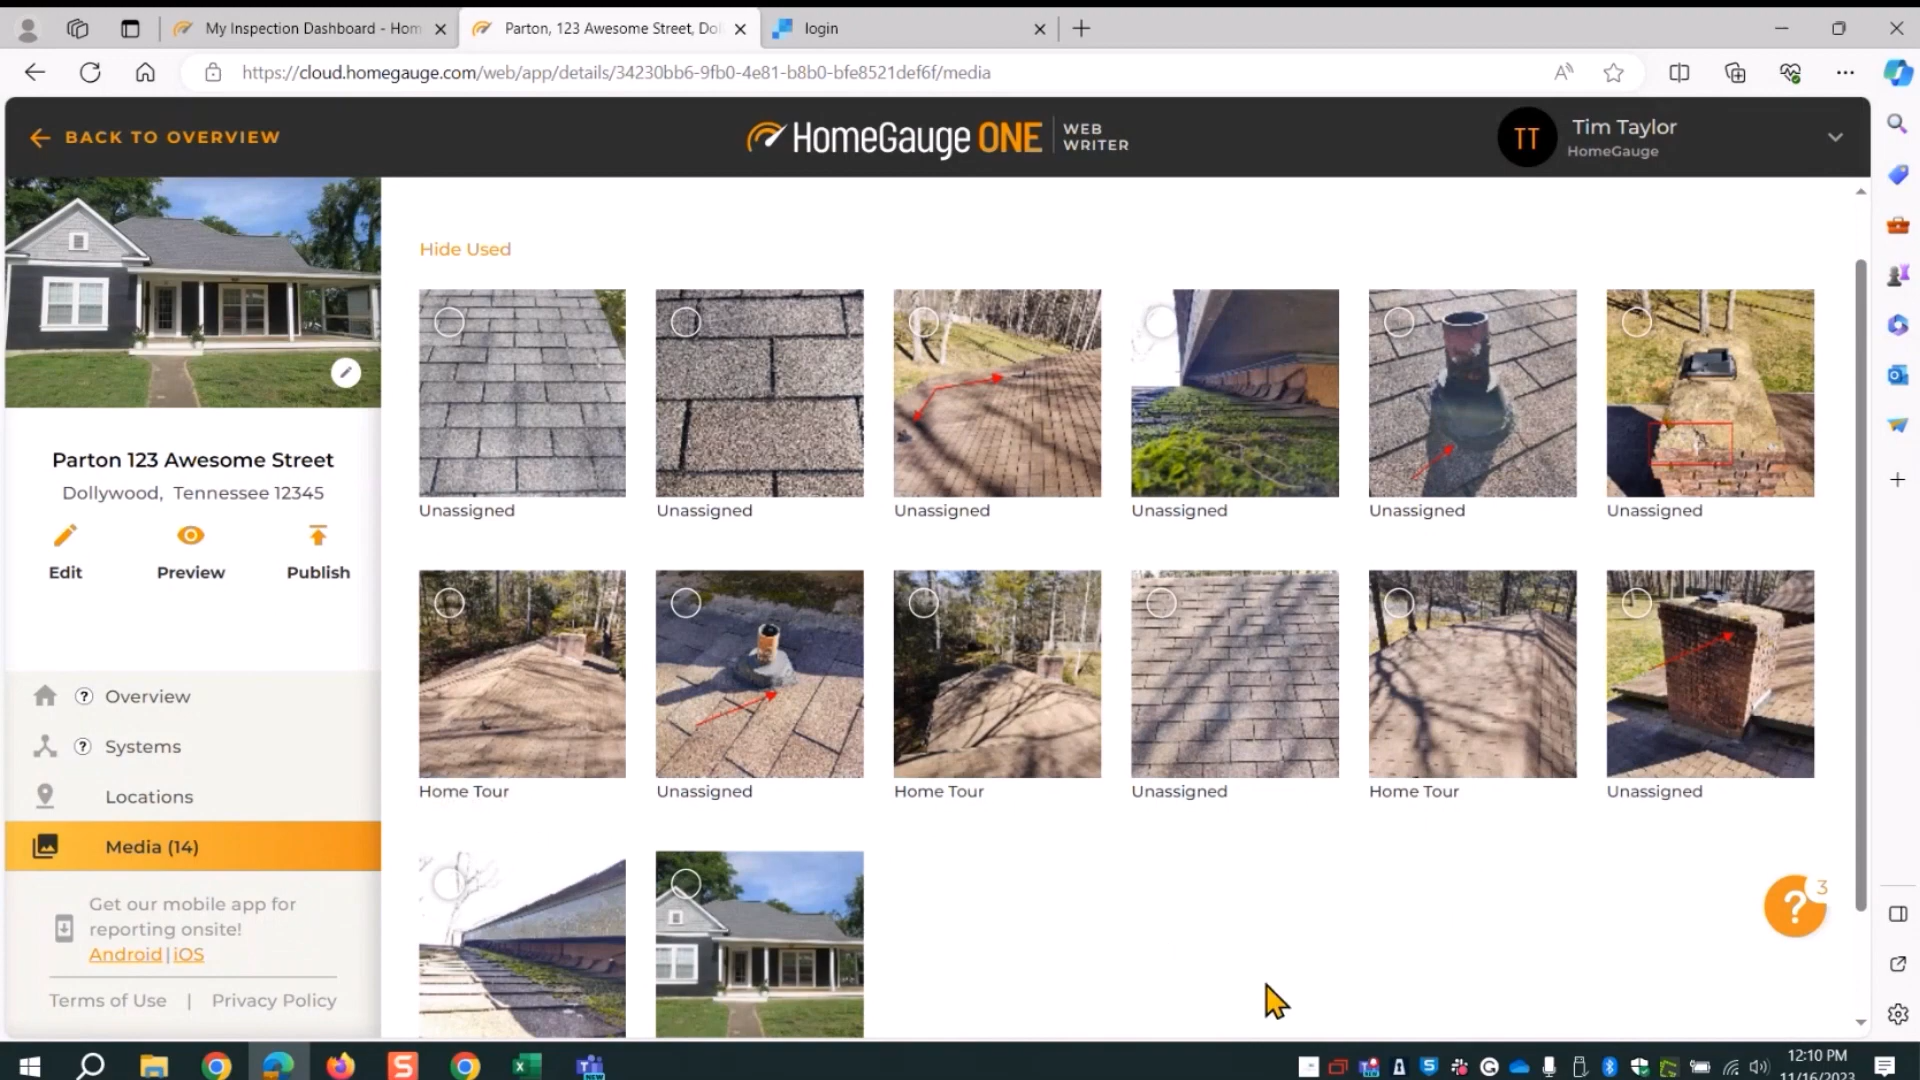 My Inspection Dashboard - Hom
Parton, 123 Awesome Street, Dol
login
https://cloud.homegauge.com/web/app/details/34230bb6-9fb0-4e81-b8b0-bfe8521def6f/media
BACK TO OVERVIEW
HomeGauge ONE
WEB
WRITER
TT
Tim Taylor
HomeGauge
Hide Used
Unassigned
Unassigned
Unassigned
Unassigned
Unassigned
Unassigned
Parton 123 Awesome Street
Dollywood, Tennessee 12345
Edit
Preview
Publish
Home Tour
Unassigned
Home Tour
Unassigned
Home Tour
Unassigned
? Overview
? Systems
Locations
Media (14)
Get our mobile app for
reporting onsite!
Android | iOS
Terms of Use | Privacy Policy
? 3
12:10 PM
11/16/2023